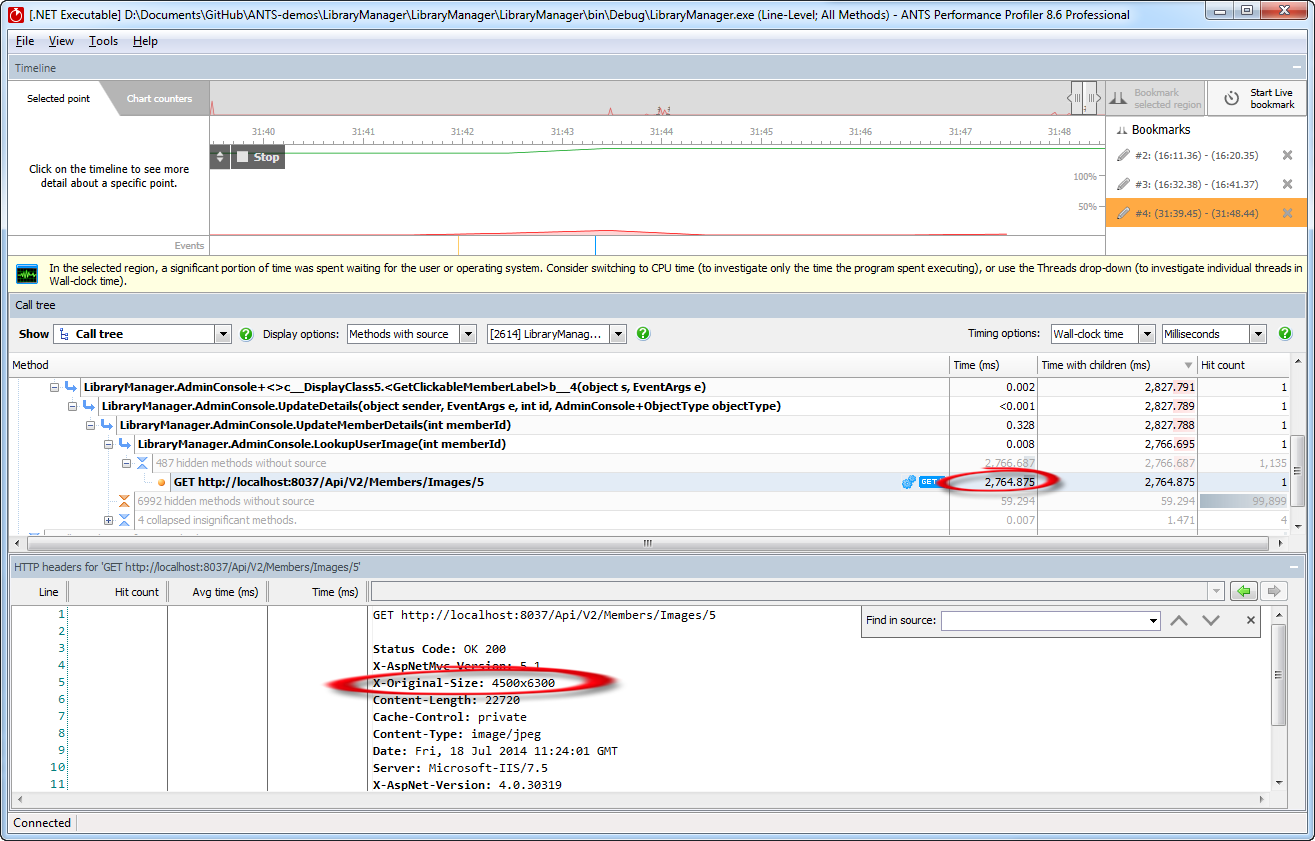 [.NET Executable] D:\Documents\GitHub\ANTS-demos\LibraryManager\LibraryManager\LibraryManager\bin\Debug\LibraryManager.exe (Line-Level; All Methods) - ANTS Performance Profiler 8.6 Professional
File View Tools Help
Timeline
Selected point Chart counters
Bookmark selected region
Start Live bookmark
31:40 31:41 31:42 31:43 31:44 31:45 31:46 31:47 31:48
Stop
Click on the timeline to see more
detail about a specific point.
100%
50%
Events
Bookmarks
#2: (16:11.36) - (16:20.35)
#3: (16:32.38) - (16:41.37)
#4: (31:39.45) - (31:48.44)
In the selected region, a significant portion of time was spent waiting for the user or operating system. Consider switching to CPU time (to investigate only the time the program spent executing), or use the Threads drop-down (to investigate individual threads in
Wall-clock time).
Call tree
Show Call tree ? Display options: Methods with source [2614] LibraryManag... ? Timing options: Wall-clock time Milliseconds ?
Method Time (ms) Time with children (ms) Hit count
LibraryManager.AdminConsole+<>c__DisplayClass5.<GetClickableMemberLabel>b__4(object s, EventArgs e) 0.002 2,827.791 1
LibraryManager.AdminConsole.UpdateDetails(object sender, EventArgs e, int id, AdminConsole+ObjectType objectType) <0.001 2,827.789 1
LibraryManager.AdminConsole.UpdateMemberDetails(int memberId) 0.328 2,827.788 1
LibraryManager.AdminConsole.LookupUserImage(int memberId) 0.008 2,766.695 1
487 hidden methods without source 2,766.687 2,766.687 1,135
GET http://localhost:8037/Api/V2/Members/Images/5 GET 2,764.875 2,764.875 1
6992 hidden methods without source 59.294 59.294 99,899
4 collapsed insignificant methods. 0.007 1.471 4
HTTP headers for 'GET http://localhost:8037/Api/V2/Members/Images/5'
Line Hit count Avg time (ms) Time (ms)
Find in source:
1 GET http://localhost:8037/Api/V2/Members/Images/5
2
3 Status Code: OK 200
4 X-AspNetMvc-Version: 5.1
5 X-Original-Size: 4500x6300
6 Content-Length: 22720
7 Cache-Control: private
8 Content-Type: image/jpeg
9 Date: Fri, 18 Jul 2014 11:24:01 GMT
10 Server: Microsoft-IIS/7.5
11 X-AspNet-Version: 4.0.30319
Connected